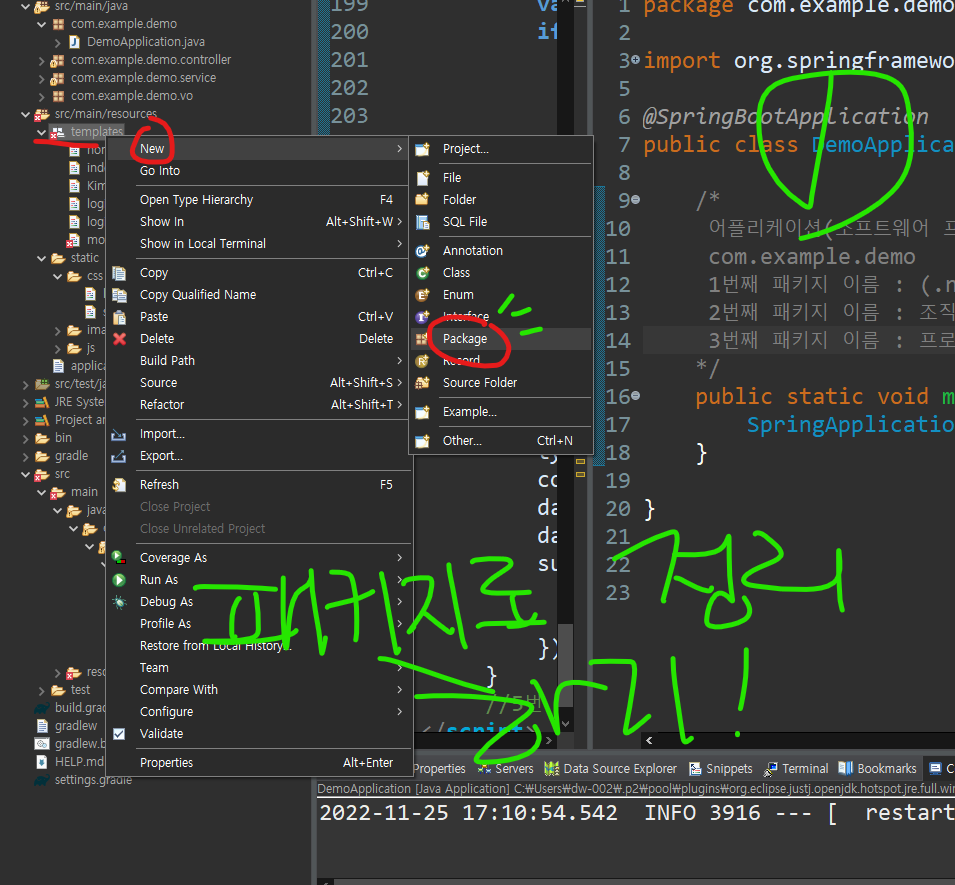 src/main/java
com.example.demo
DemoApplication.java
com.example.demo.controller
com.example.demo.service
com.example.demo.vo
src/main/resources
templates
static
css
js
src/test/ja
JRE System
Project an
bin
gradle
src
main
java
test
build.grad
gradlew
gradlew.b
HELP.md
settings.gradle
New
Go Into
Open Type Hierarchy F4
Show In Alt+Shift+W >
Show in Local Terminal >
Copy Ctrl+C
Copy Qualified Name
Paste Ctrl+V
Delete Delete
Build Path >
Source Alt+Shift+S >
Refactor Alt+Shift+T >
Import...
Export...
Refresh F5
Close Project
Close Unrelated Project
Coverage As >
Run As >
Debug As >
Profile As >
Restore from Local History...
Team >
Compare With >
Configure >
Validate
Properties Alt+Enter
Project...
File
Folder
SQL File
Annotation
Class
Enum
Interface
Package
Record
Source Folder
Example...
Other... Ctrl+N
199
200
201
202
203
va
if
co
da
da
su
})
}
//5번
</script>
1 package com.example.demo
2
3 import org.springframewo
5
6 @SpringBootApplication
7 public class DemoApplica
8
9 /*
10 어플리케이션(소프트웨어 프
11 com.example.demo
12 1번째 패키지 이름 : (.n
13 2번째 패키지 이름 : 조직
14 3번째 패키지 이름 : 프로
15 */
16 public static void m
17 SpringApplicatio
18 }
19
20 }
21
22
23
패키지로 정리
하기!!
Properties Servers Data Source Explorer Snippets Terminal Bookmarks C
DemoApplication [Java Application] C:₩Users₩dw-002₩.p2₩pool₩plugins₩org.eclipse.justj.openjdk.hotspot.jre.full.win
2022-11-25 17:10:54.542 INFO 3916 --- [ restart